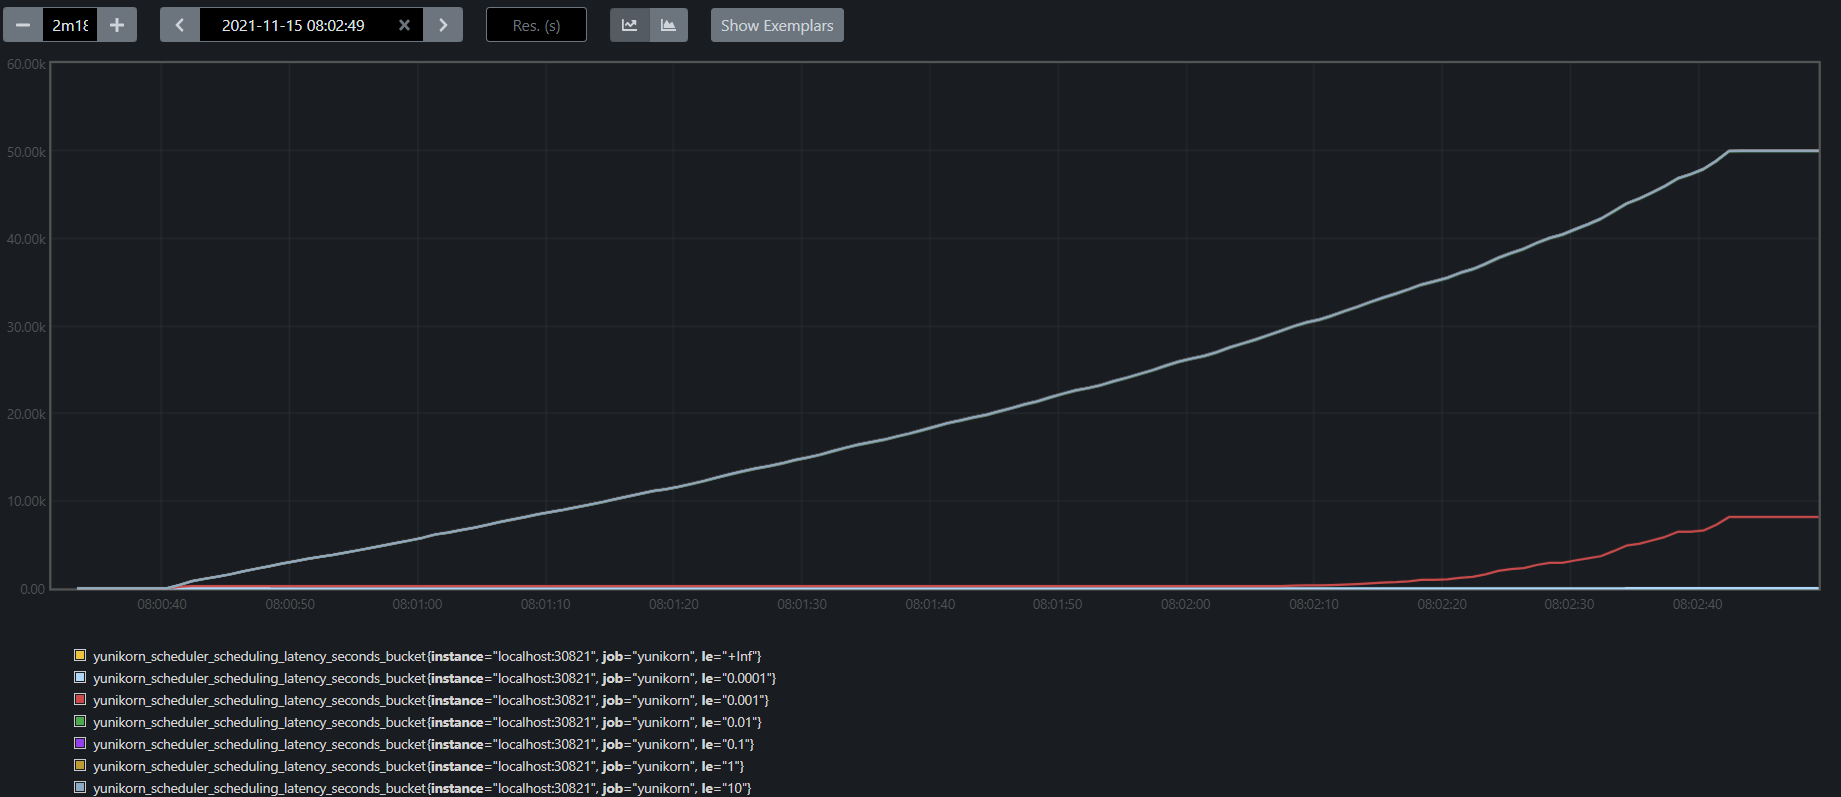 2m18
2021-11-15 08:02:49
Res. (s)
Show Exemplars
60.00k
50.00k
40.00k
30.00k
20.00k
10.00k
0.00
08:00:40 08:00:50 08:01:00 08:01:10 08:01:20 08:01:30 08:01:40 08:01:50 08:02:00 08:02:10 08:02:20 08:02:30 08:02:40
yunikorn_scheduler_scheduling_latency_seconds_bucket{instance="localhost:30821", job="yunikorn", le="+Inf"}
yunikorn_scheduler_scheduling_latency_seconds_bucket{instance="localhost:30821", job="yunikorn", le="0.0001"}
yunikorn_scheduler_scheduling_latency_seconds_bucket{instance="localhost:30821", job="yunikorn", le="0.001"}
yunikorn_scheduler_scheduling_latency_seconds_bucket{instance="localhost:30821", job="yunikorn", le="0.01"}
yunikorn_scheduler_scheduling_latency_seconds_bucket{instance="localhost:30821", job="yunikorn", le="0.1"}
yunikorn_scheduler_scheduling_latency_seconds_bucket{instance="localhost:30821", job="yunikorn", le="1"}
yunikorn_scheduler_scheduling_latency_seconds_bucket{instance="localhost:30821", job="yunikorn", le="10"}